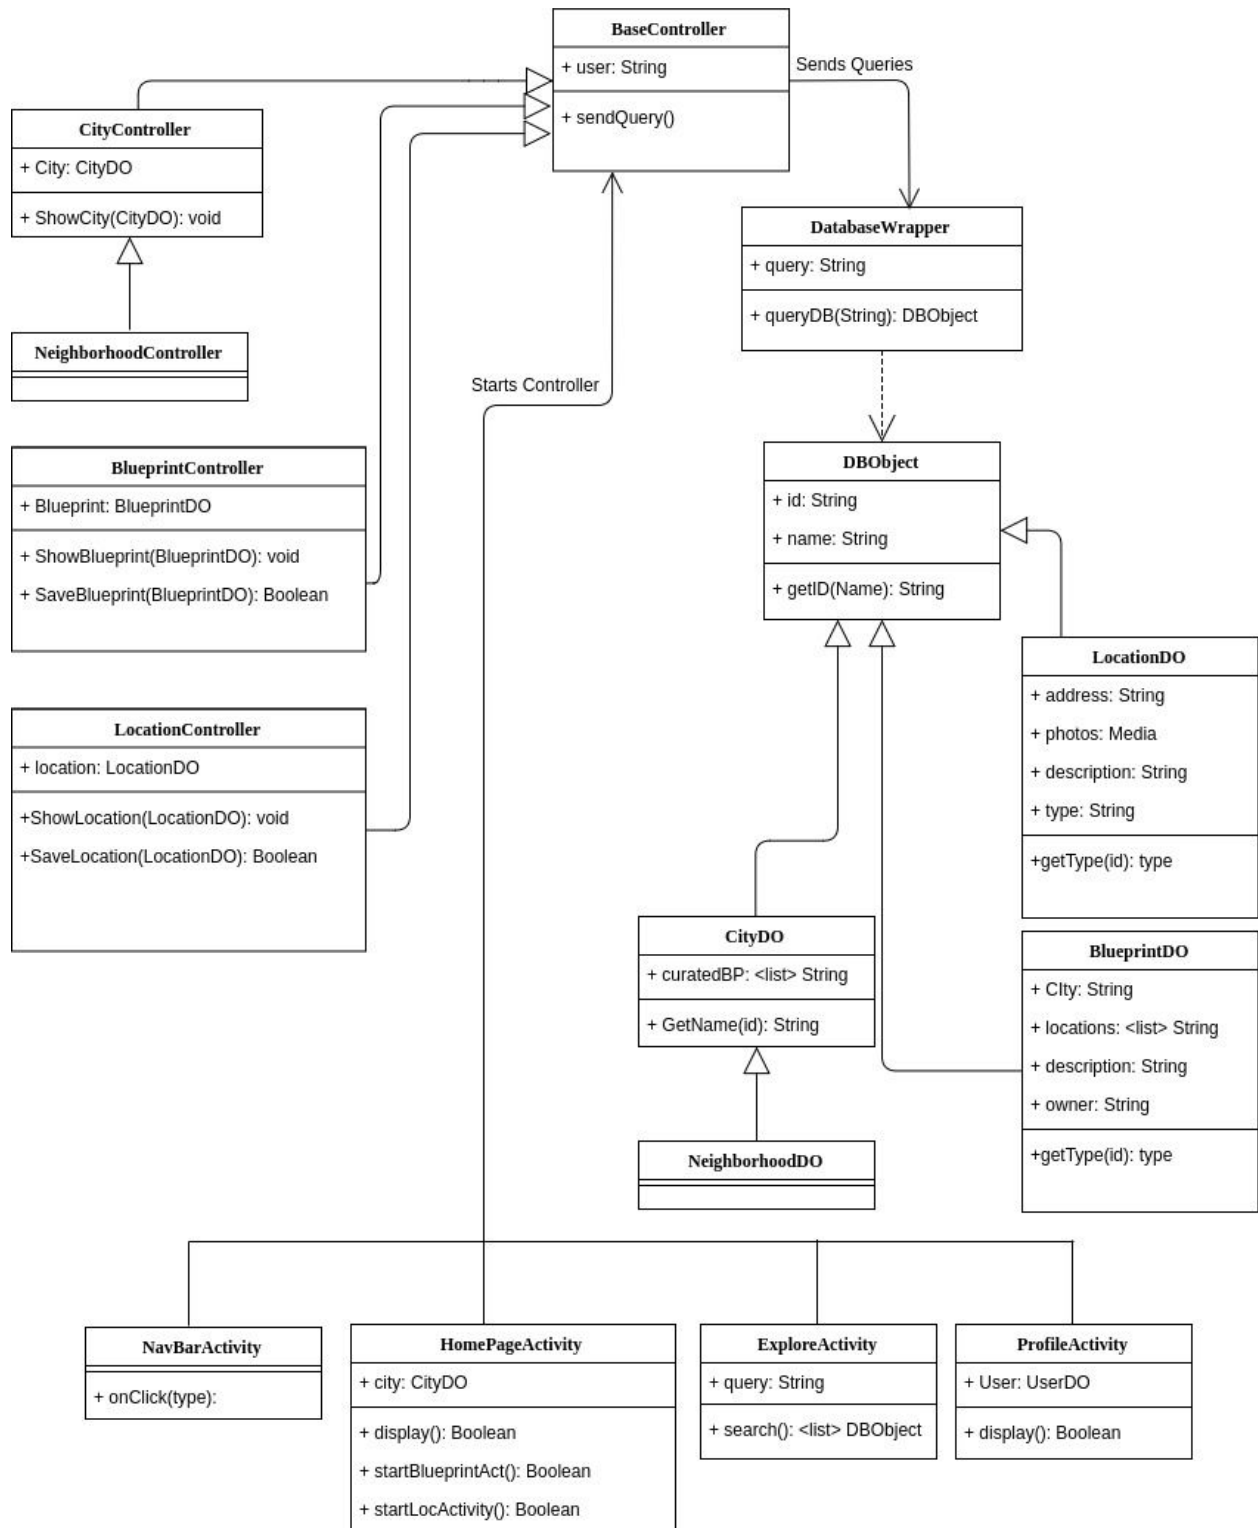 BaseController
+ user: String
+ sendQuery()
Sends Queries
CityController
+ City: CityDO
+ ShowCity(CityDO): void
DatabaseWrapper
+ query: String
+ queryDB(String): DBObject
NeighborhoodController
Starts Controller
BlueprintController
+ Blueprint: BlueprintDO
+ ShowBlueprint(BlueprintDO): void
+ SaveBlueprint(BlueprintDO): Boolean
DBObject
+ id: String
+ name: String
+ getID(Name): String
LocationController
+ location: LocationDO
+ShowLocation(LocationDO): void
+SaveLocation(LocationDO): Boolean
LocationDO
+ address: String
+ photos: Media
+ description: String
+ type: String
+getType(id): type
CityDO
+ curatedBP: <list> String
+ GetName(id): String
BlueprintDO
+ CIty: String
+ locations: <list> String
+ description: String
+ owner: String
+getType(id): type
NeighborhoodDO
NavBarActivity
+ onClick(type):
HomePageActivity
+ city: CityDO
+ display(): Boolean
+ startBlueprintAct(): Boolean
+ startLocActivity(): Boolean
ExploreActivity
+ query: String
+ search(): <list> DBObject
ProfileActivity
+ User: UserDO
+ display(): Boolean